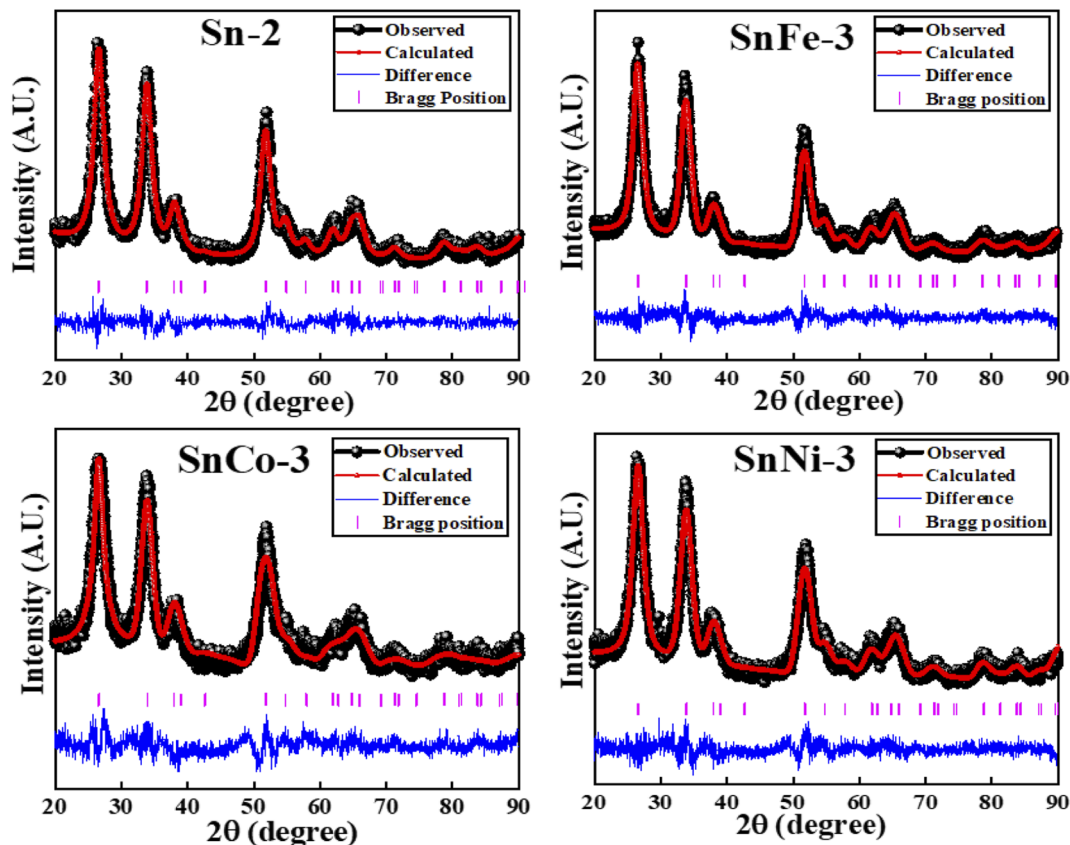 Sn-2
Observed
Calculated
Difference
Bragg Position
Intensity (A.U.)
20 30 40 50 60 70 80 90
2θ (degree)
SnFe-3
Observed
Calculated
Difference
Bragg position
Intensity (A.U.)
20 30 40 50 60 70 80 90
2θ (degree)
SnCo-3
Observed
Calculated
Difference
Bragg position
Intensity (A.U.)
20 30 40 50 60 70 80 90
2θ (degree)
SnNi-3
Observed
Calculated
Difference
Bragg position
Intensity (A.U.)
20 30 40 50 60 70 80 90
2θ (degree)